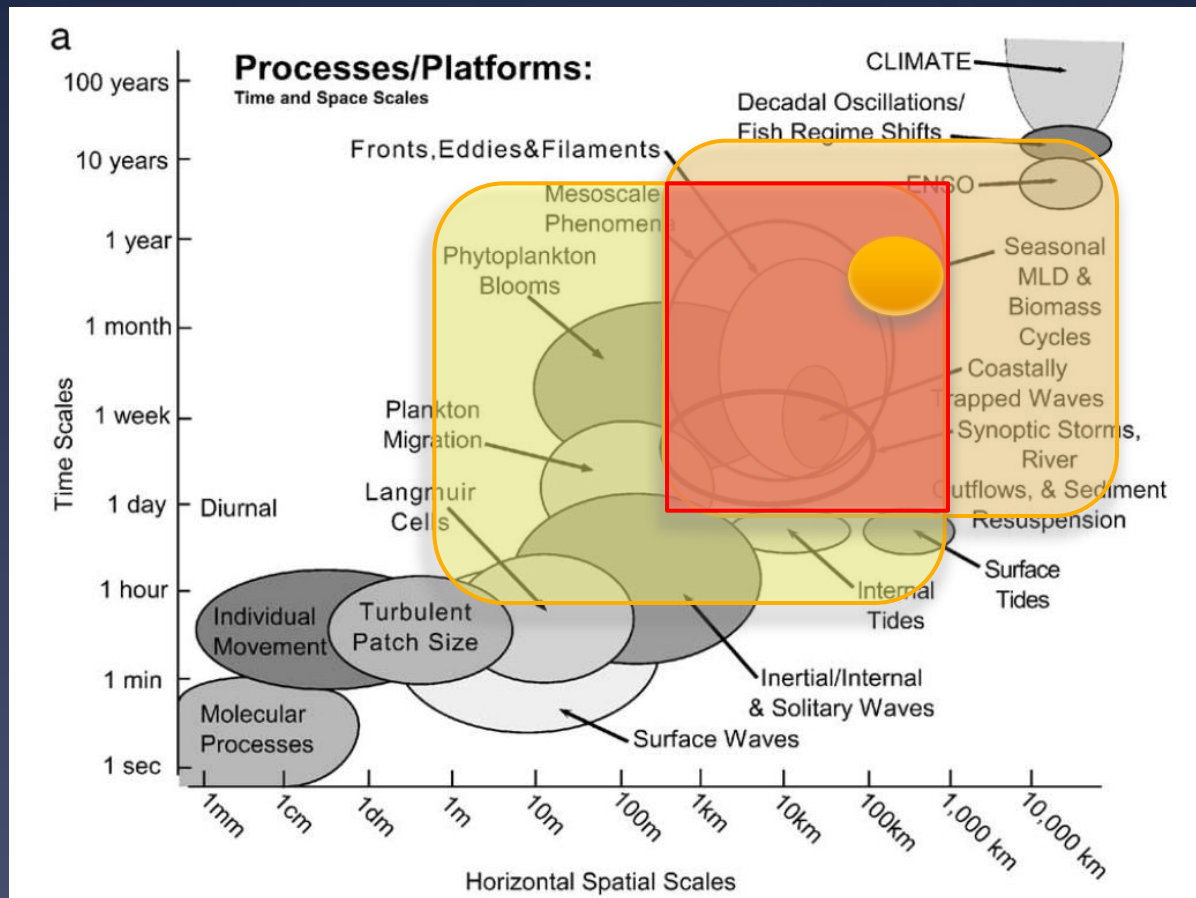 a
Processes/Platforms:
Time and Space Scales
CLIMATE
Decadal Oscillations/
Fish Regime Shifts
Fronts,Eddies&Filaments
ENSO
Mesoscale
Phenomena
Phytoplankton
Blooms
Seasonal
MLD &
Biomass
Cycles
Coastally
Trapped Waves
Plankton
Migration
Synoptic Storms,
River
Outflows, & Sediment
Resuspension
Langmuir
Cells
Diurnal
Surface
Tides
Internal
Tides
Individual
Movement
Turbulent
Patch Size
Inertial/Internal
& Solitary Waves
Molecular
Processes
Surface Waves
Time Scales
100 years
10 years
1 year
1 month
1 week
1 day
1 hour
1 min
1 sec
1mm
1cm
1dm
1m
10m
100m
1km
10km
100km
1,000 km
10,000 km
Horizontal Spatial Scales